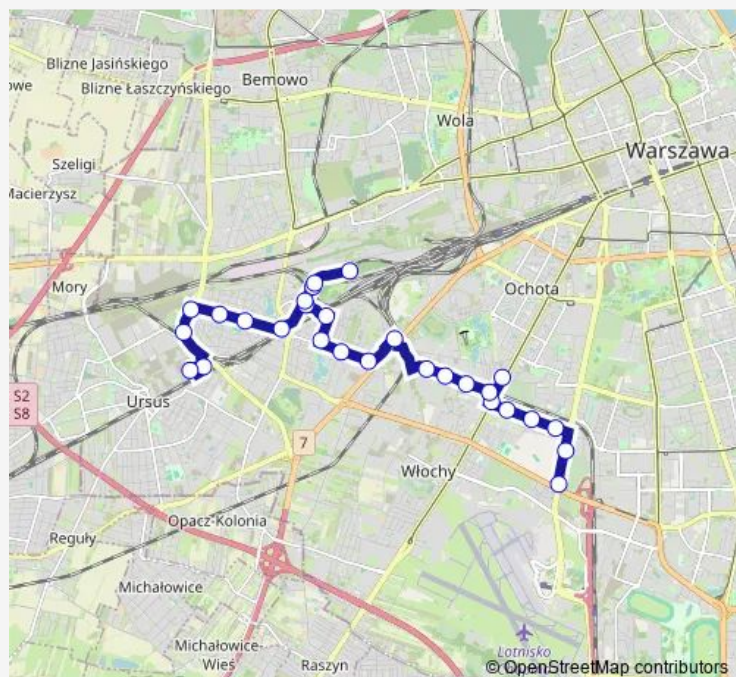 Blizne Jasińskiego
owe
Bemowo
Blizne Łaszczyńskiego
Wola
Warszawa
Szeligi
Macierzysz
Mory
Ochota
S2
S8
Ursus
7
Włochy
Opacz-Kolonia
Reguły
Michałowice
Michałowice-
Wieś
Raszyn
Lotnisko
© OpenStreetMap contributors